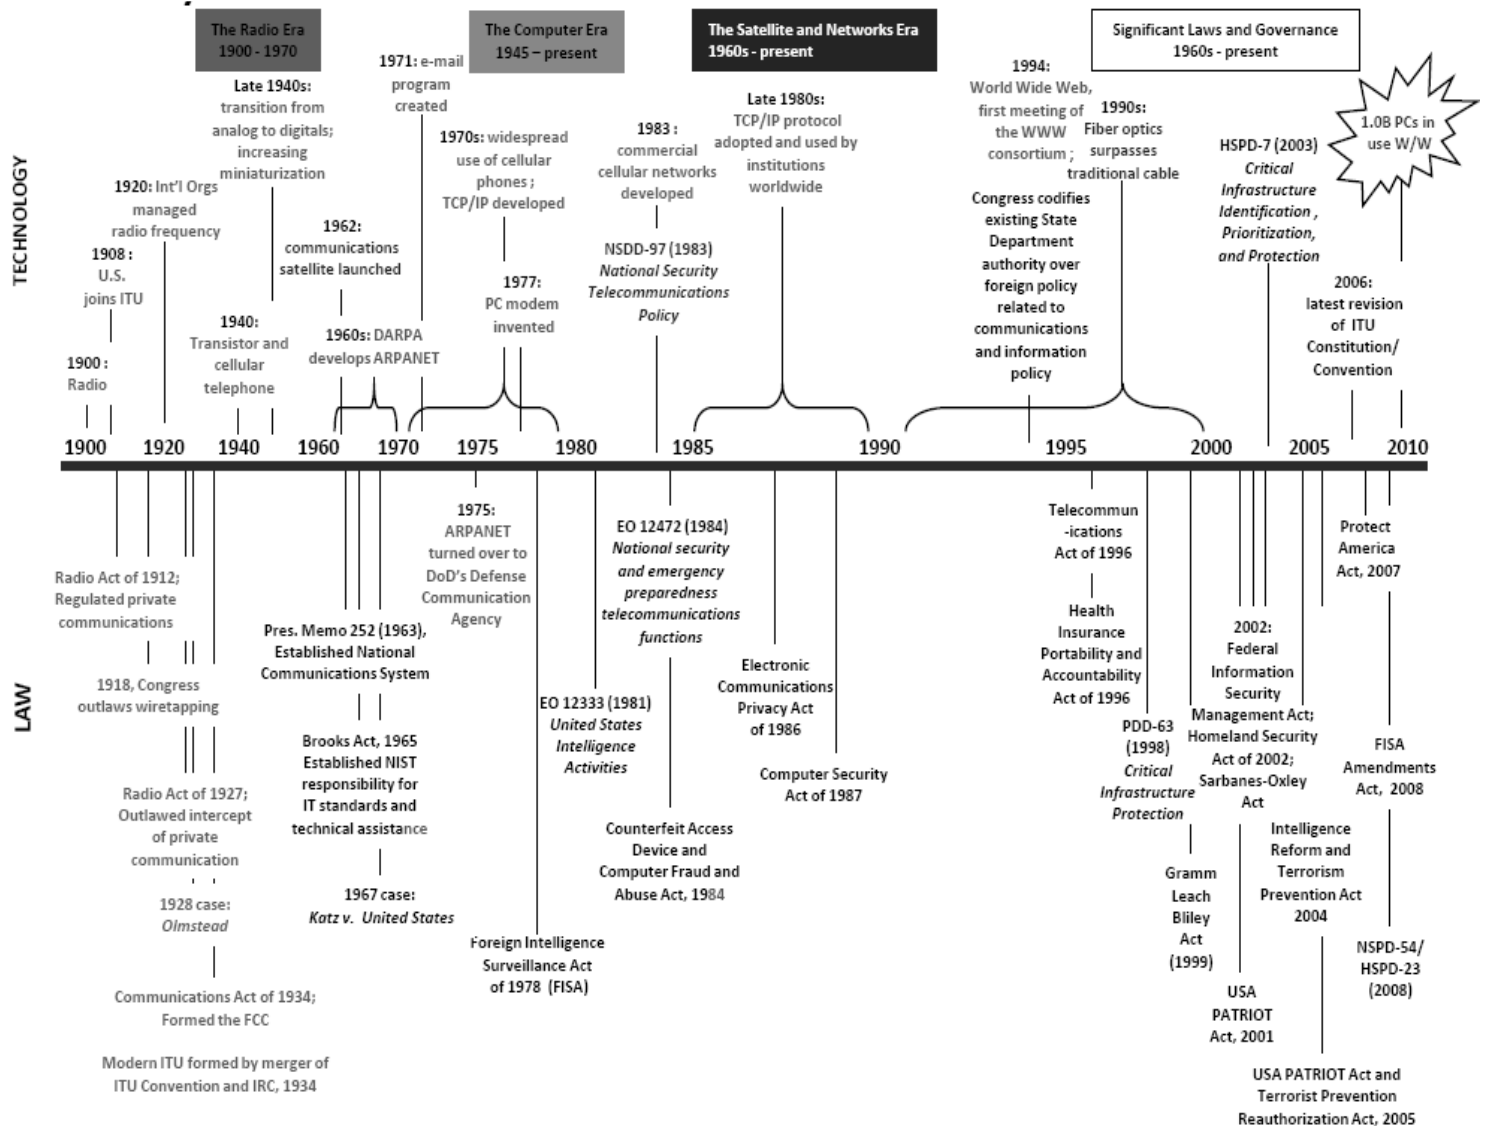 The Radio Era
1900 - 1970
The Computer Era
1945 – present
The Satellite and Networks Era
1960s - present
Significant Laws and Governance
1960s - present
TECHNOLOGY
1900 :
Radio
1908 :
U.S.
joins ITU
1920: Int'l Orgs
managed
radio frequency
Late 1940s:
transition from
analog to digitals;
increasing
miniaturization
1940:
Transistor and
cellular
telephone
1962:
communications
satellite launched
1960s: DARPA
develops ARPANET
1971: e-mail
program
created
1970s: widespread
use of cellular
phones ;
TCP/IP developed
1977:
PC modem
invented
1983 :
commercial
cellular networks
developed
NSDD-97 (1983)
National Security
Telecommunications
Policy
Late 1980s:
TCP/IP protocol
adopted and used by
institutions
worldwide
1994:
World Wide Web,
first meeting of
the WWW
consortium ;
Congress codifies
existing State
Department
authority over
foreign policy
related to
communications
and information
policy
1990s:
Fiber optics
surpasses
traditional cable
HSPD-7 (2003)
Critical
Infrastructure
Identification ,
Prioritization,
and Protection
1.0B PCs in
use W/W
2006:
latest revision
of ITU
Constitution/
Convention
1900 1920 1940 1960 1970 1975 1980 1985 1990 1995 2000 2005 2010
LAW
Radio Act of 1912;
Regulated private
communications
1918, Congress
outlaws wiretapping
Radio Act of 1927;
Outlawed intercept
of private
communication
1928 case:
Olmstead
Communications Act of 1934;
Formed the FCC
Modern ITU formed by merger of
ITU Convention and IRC, 1934
Pres. Memo 252 (1963),
Established National
Communications System
Brooks Act, 1965
Established NIST
responsibility for
IT standards and
technical assistance
1967 case:
Katz v. United States
1975:
ARPANET
turned over to
DoD's Defense
Communication
Agency
Foreign Intelligence
Surveillance Act
of 1978 (FISA)
EO 12333 (1981)
United States
Intelligence
Activities
EO 12472 (1984)
National security
and emergency
preparedness
telecommunications
functions
Counterfeit Access
Device and
Computer Fraud and
Abuse Act, 1984
Electronic
Communications
Privacy Act
of 1986
Computer Security
Act of 1987
Telecommun
-ications
Act of 1996
Health
Insurance
Portability and
Accountability
Act of 1996
PDD-63
(1998)
Critical
Infrastructure
Protection
Gramm
Leach
Bliley
Act
(1999)
2002:
Federal
Information
Security
Management Act;
Homeland Security
Act of 2002;
Sarbanes-Oxley
Act
USA
PATRIOT
Act, 2001
Intelligence
Reform and
Terrorism
Prevention Act
2004
USA PATRIOT Act and
Terrorist Prevention
Reauthorization Act, 2005
Protect
America
Act, 2007
FISA
Amendments
Act, 2008
NSPD-54/
HSPD-23
(2008)